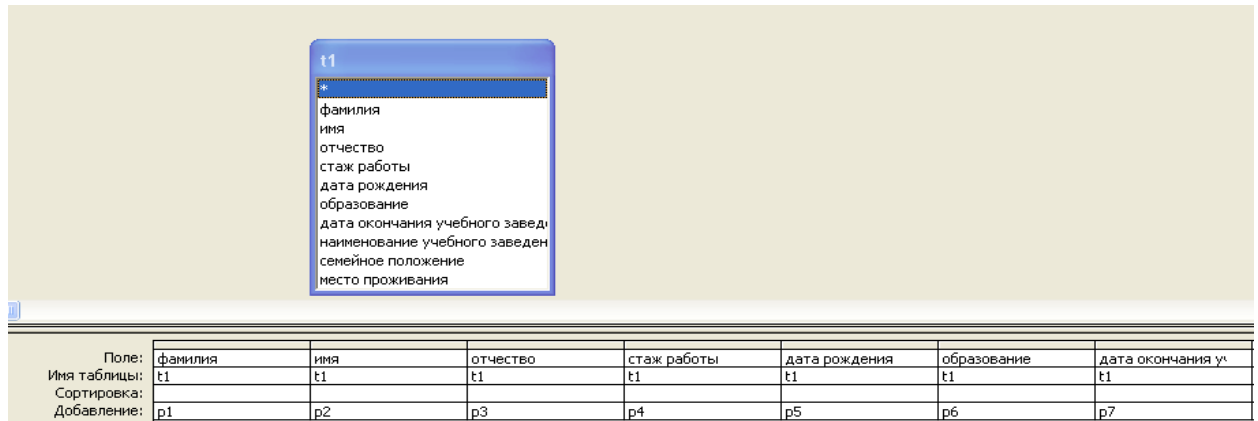 t1
*
фамилия
имя
отчество
стаж работы
дата рождения
образование
дата окончания учебного завед
наименование учебного заведен
семейное положение
место проживания
Поле: фамилия имя отчество стаж работы дата рождения образование дата окончания у
Имя таблицы: t1 t1 t1 t1 t1 t1 t1
Сортировка:
Добавление: p1 p2 p3 p4 p5 p6 p7